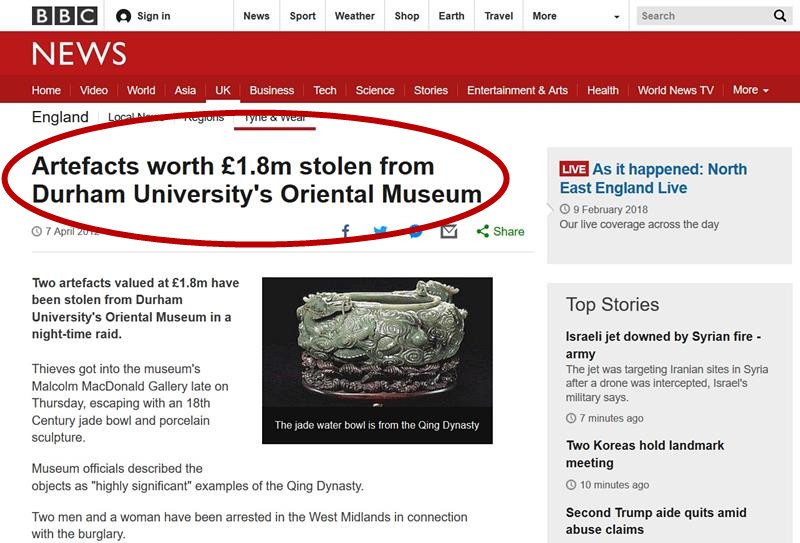 BBC Sign in News Sport Weather Shop Earth Travel More Search
NEWS
Home Video World Asia UK Business Tech Science Stories Entertainment & Arts Health World News TV More
England Local News Regions Tyne & Wear
Artefacts worth £1.8m stolen from
Durham University's Oriental Museum
7 April 2012 Share
Two artefacts valued at £1.8m have
been stolen from Durham
University's Oriental Museum in a
night-time raid.
Thieves got into the museum's
Malcolm MacDonald Gallery late on
Thursday, escaping with an 18th
Century jade bowl and porcelain
sculpture.
The jade water bowl is from the Qing Dynasty
Museum officials described the
objects as "highly significant" examples of the Qing Dynasty.
Two men and a woman have been arrested in the West Midlands in connection
with the burglary.
LIVE As it happened: North
East England Live
9 February 2018
Our live coverage across the day
Top Stories
Israeli jet downed by Syrian fire -
army
The jet was targeting Iranian sites in Syria
after a drone was intercepted, Israel's
military says.
7 minutes ago
Two Koreas hold landmark
meeting
10 minutes ago
Second Trump aide quits amid
abuse claims